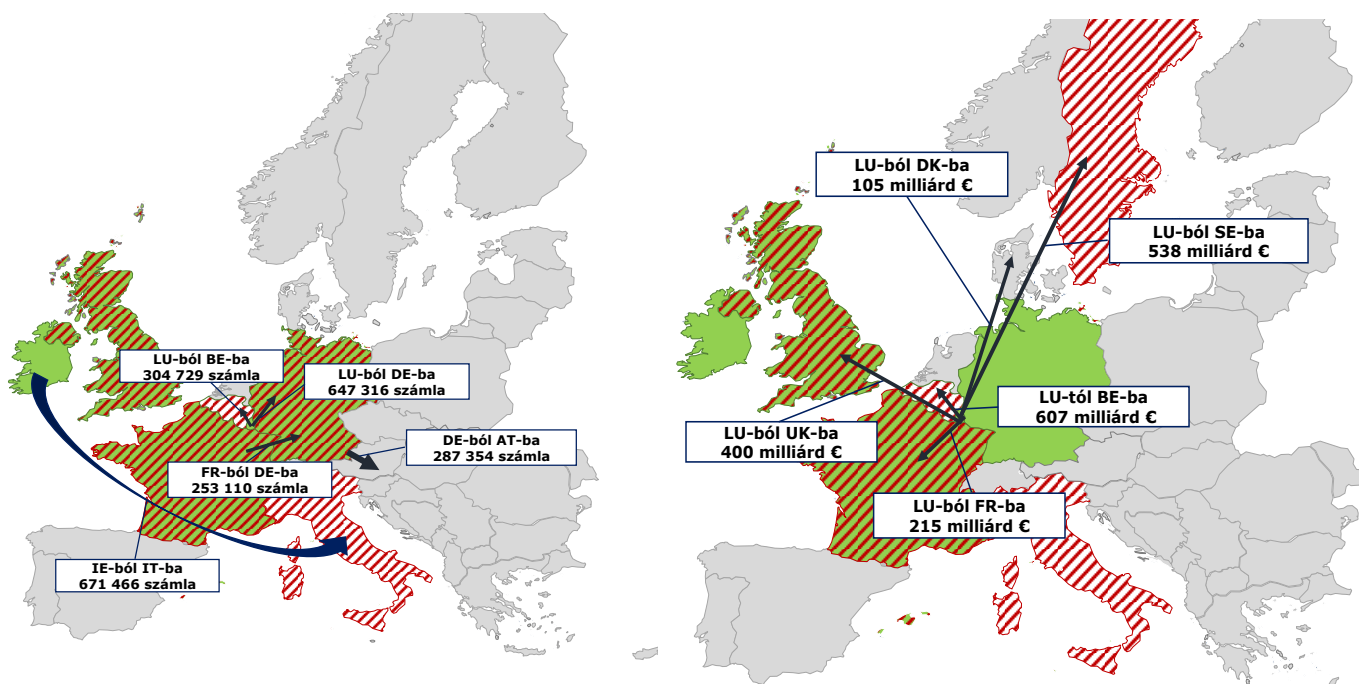 LU-ból BE-ba
304 729 számla
LU-ból DE-ba
647 316 számla
DE-ból AT-ba
287 354 számla
FR-ból DE-ba
253 110 számla
IE-ból IT-ba
671 466 számla
LU-ból DK-ba
105 milliárd €
LU-ból SE-ba
538 milliárd €
LU-tól BE-ba
607 milliárd €
LU-ból UK-ba
400 milliárd €
LU-ból FR-ba
215 milliárd €